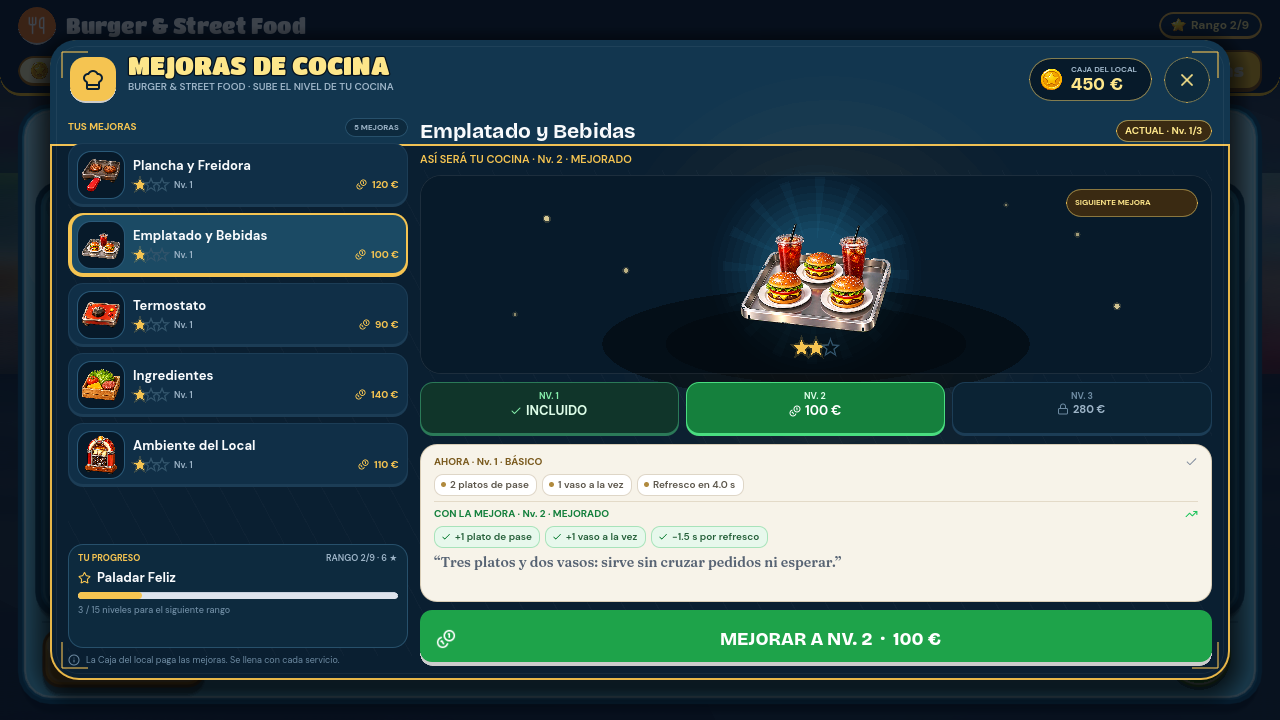 Burger & Street Food
Rango 2/9
MEJORAS DE COCINA
BURGER & STREET FOOD · SUBE EL NIVEL DE TU COCINA
CAJA DEL LOCAL
450 €
TUS MEJORAS
5 MEJORAS
Plancha y Freidora
Nv. 1
120 €
Emplatado y Bebidas
Nv. 1
100 €
Termostato
Nv. 1
90 €
Ingredientes
Nv. 1
140 €
Ambiente del Local
Nv. 1
110 €
TU PROGRESO
RANGO 2/9 · 6 ★
Paladar Feliz
3 / 15 niveles para el siguiente rango
La Caja del local paga las mejoras. Se llena con cada servicio.
Emplatado y Bebidas
ACTUAL · Nv. 1/3
ASÍ SERÁ TU COCINA · Nv. 2 · MEJORADO
SIGUIENTE MEJORA
NV. 1
INCLUIDO
NV. 2
100 €
NV. 3
280 €
AHORA · Nv. 1 · BÁSICO
2 platos de pase
1 vaso a la vez
Refresco en 4.0 s
CON LA MEJORA · Nv. 2 · MEJORADO
+1 plato de pase
+1 vaso a la vez
-1.5 s por refresco
“Tres platos y dos vasos: sirve sin cruzar pedidos ni esperar.”
MEJORAR A NV. 2 · 100 €